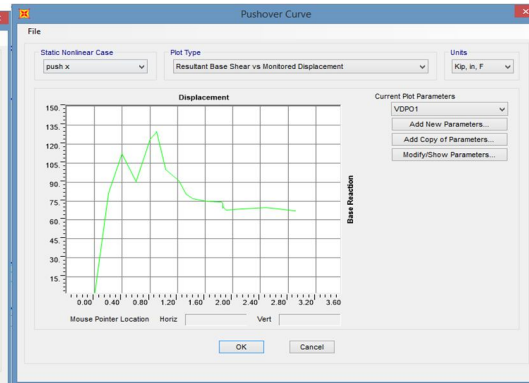 Pushover Curve
File
Static Nonlinear Case
Plot Type
Units
push x
Resultant Base Shear vs Monitored Displacement
Kip, in, F
Displacement
Current Plot Parameters
VDPO1
Add New Parameters...
Add Copy of Parameters...
Modify/Show Parameters...
150.
135.
120.
105.
90.
75.
60.
45.
30.
15.
Base Reaction
0.00 0.40 0.80 1.20 1.60 2.00 2.40 2.80 3.20 3.60
Mouse Pointer Location Horiz Vert
OK Cancel